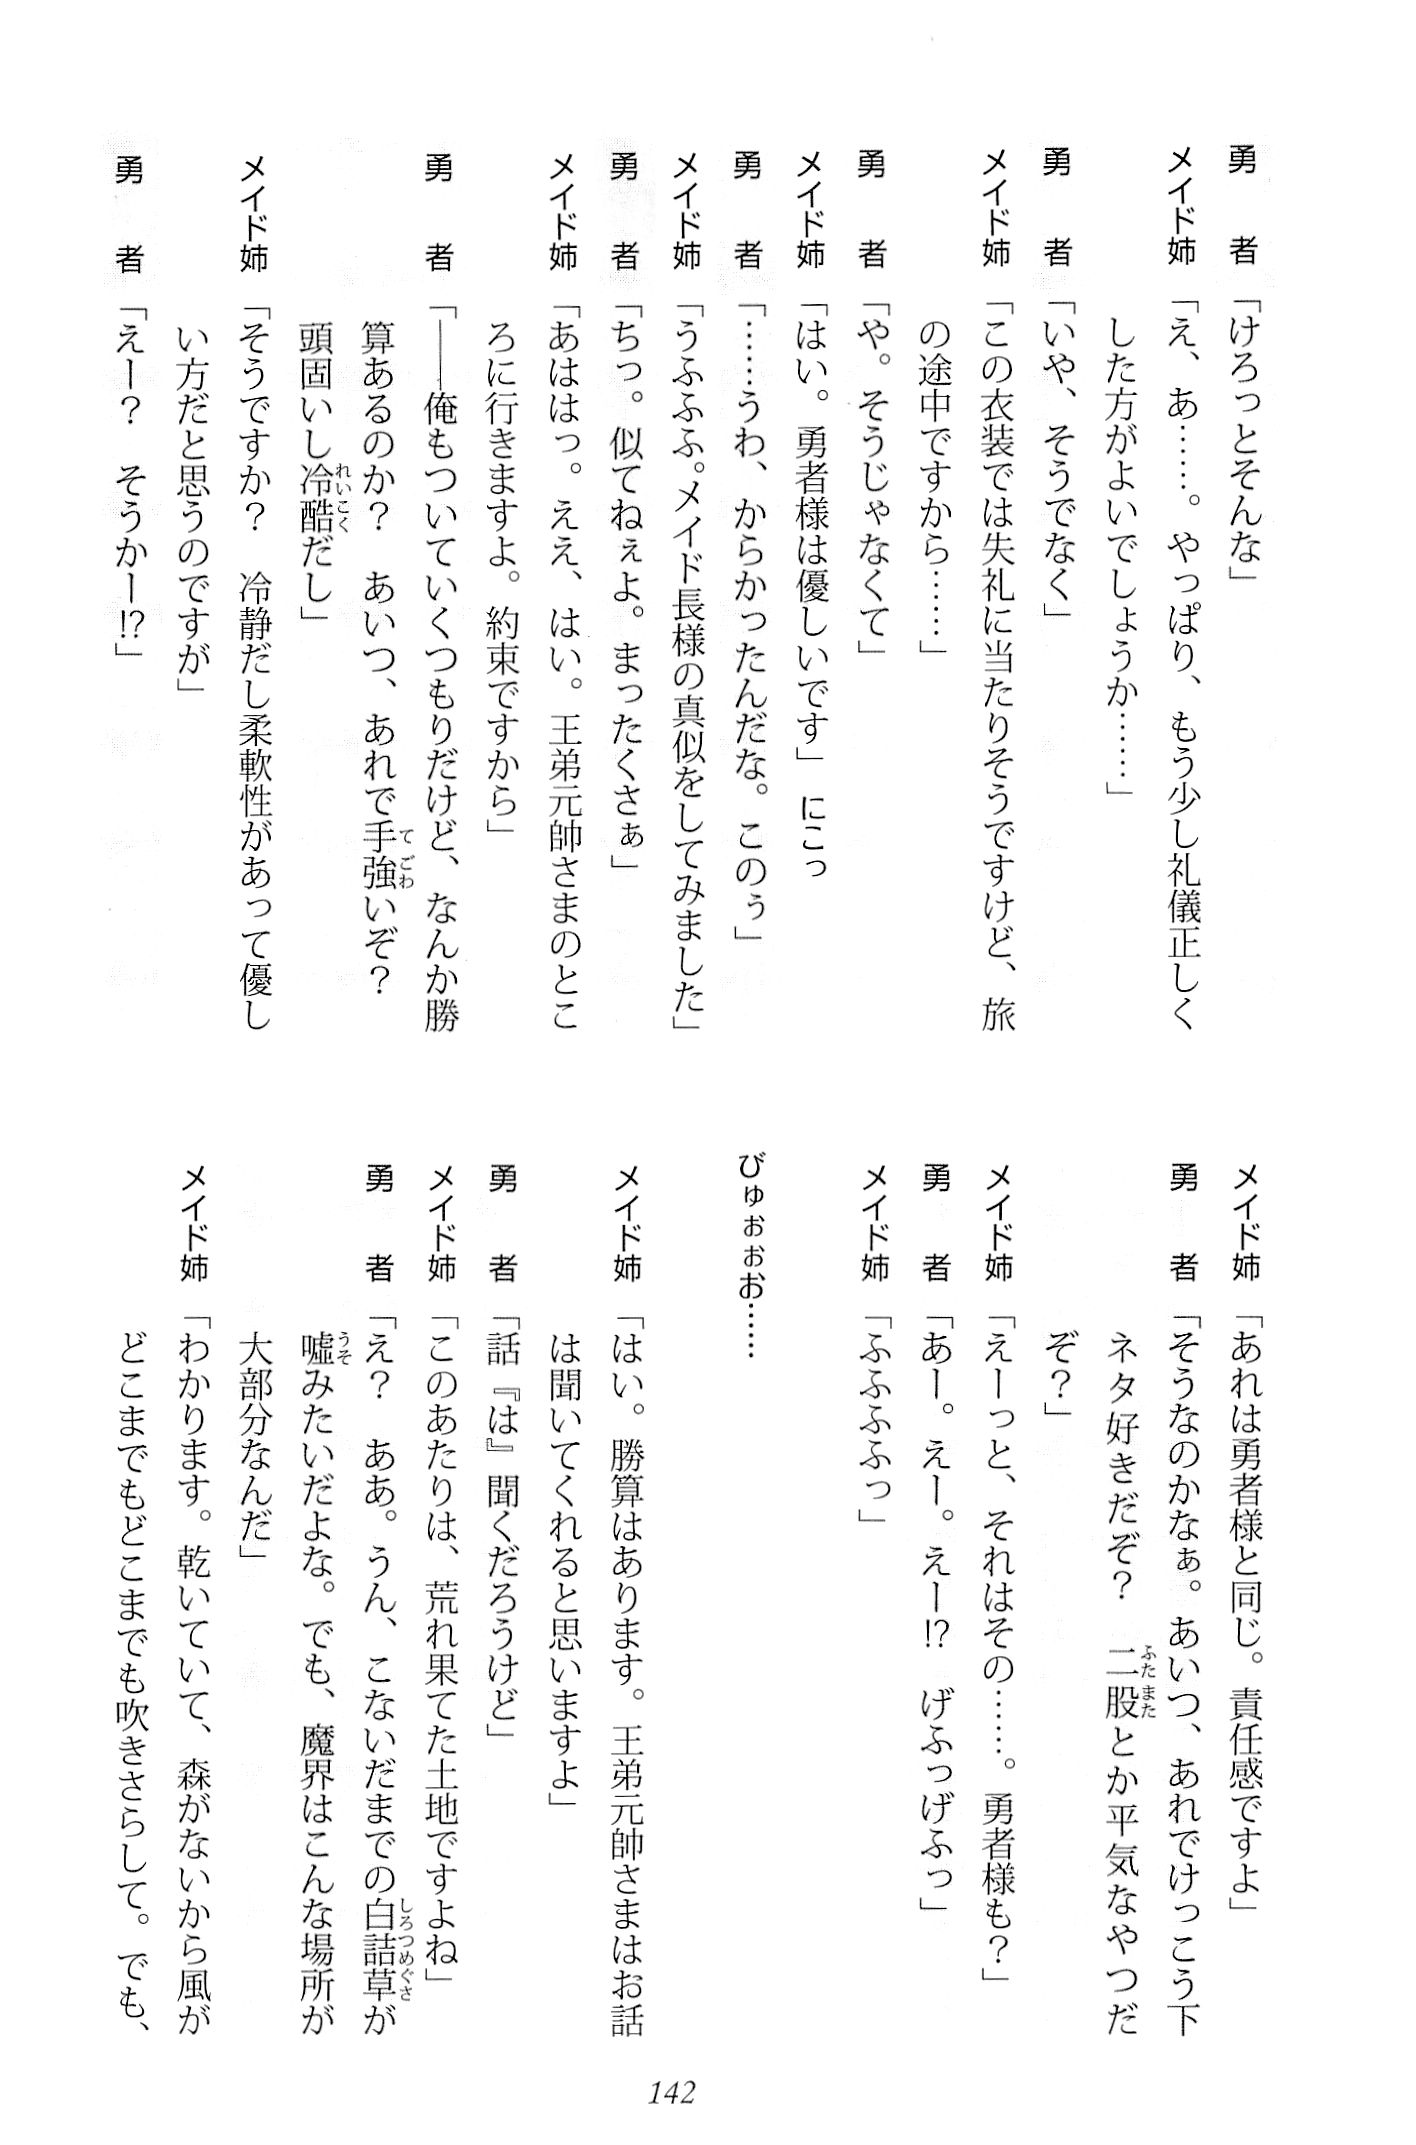 勇　者「けろっとそんな」
メイド姉「え、あ……。やっぱり、もう少し礼儀正しく
した方がよいでしょうか……」
勇　者「いや、そうでなく」
メイド姉「この衣装では失礼に当たりそうですけど、旅
の途中ですから……」
勇　者「や。そうじゃなくて」
メイド姉「はい。勇者様は優しいです」にこっ
勇　者「……うわ、からかったんだな。このぅ」
メイド姉「うふふふ。メイド長様の真似をしてみました」
勇　者「ちっ。似てねぇよ。まったくさぁ」
メイド姉「あははっ。ええ、はい。王弟元帥さまのとこ
ろに行きますよ。約束ですから」
勇　者「――俺もついていくつもりだけど、なんか勝
算あるのか？　あいつ、あれで手強いぞ？
頭固いし冷酷だし」
メイド姉「そうですか？　冷静だし柔軟性があって優し
い方だと思うのですが」
勇　者「えー？　そうかー!?」
メイド姉「あれは勇者様と同じ。責任感ですよ」
勇　者「そうなのかなぁ。あいつ、あれでけっこう下
ネタ好きだぞ？　二股とか平気なやつだ
ぞ？」
メイド姉「えーっと、それはその……。勇者様も？」
勇　者「あー。えー。えー!?　げふっげふっ」
メイド姉「ふふふふっ」
びゅぉぉお……
メイド姉「はい。勝算はあります。王弟元帥さまはお話
は聞いてくれると思いますよ」
勇　者「話『は』聞くだろうけど」
メイド姉「このあたりは、荒れ果てた土地ですよね」
勇　者「え？　ああ。うん、こないだまでの白詰草が
嘘みたいだよな。でも、魔界はこんな場所が
大部分なんだ」
メイド姉「わかります。乾いていて、森がないから風が
どこまでもどこまでも吹きさらして。でも、
142